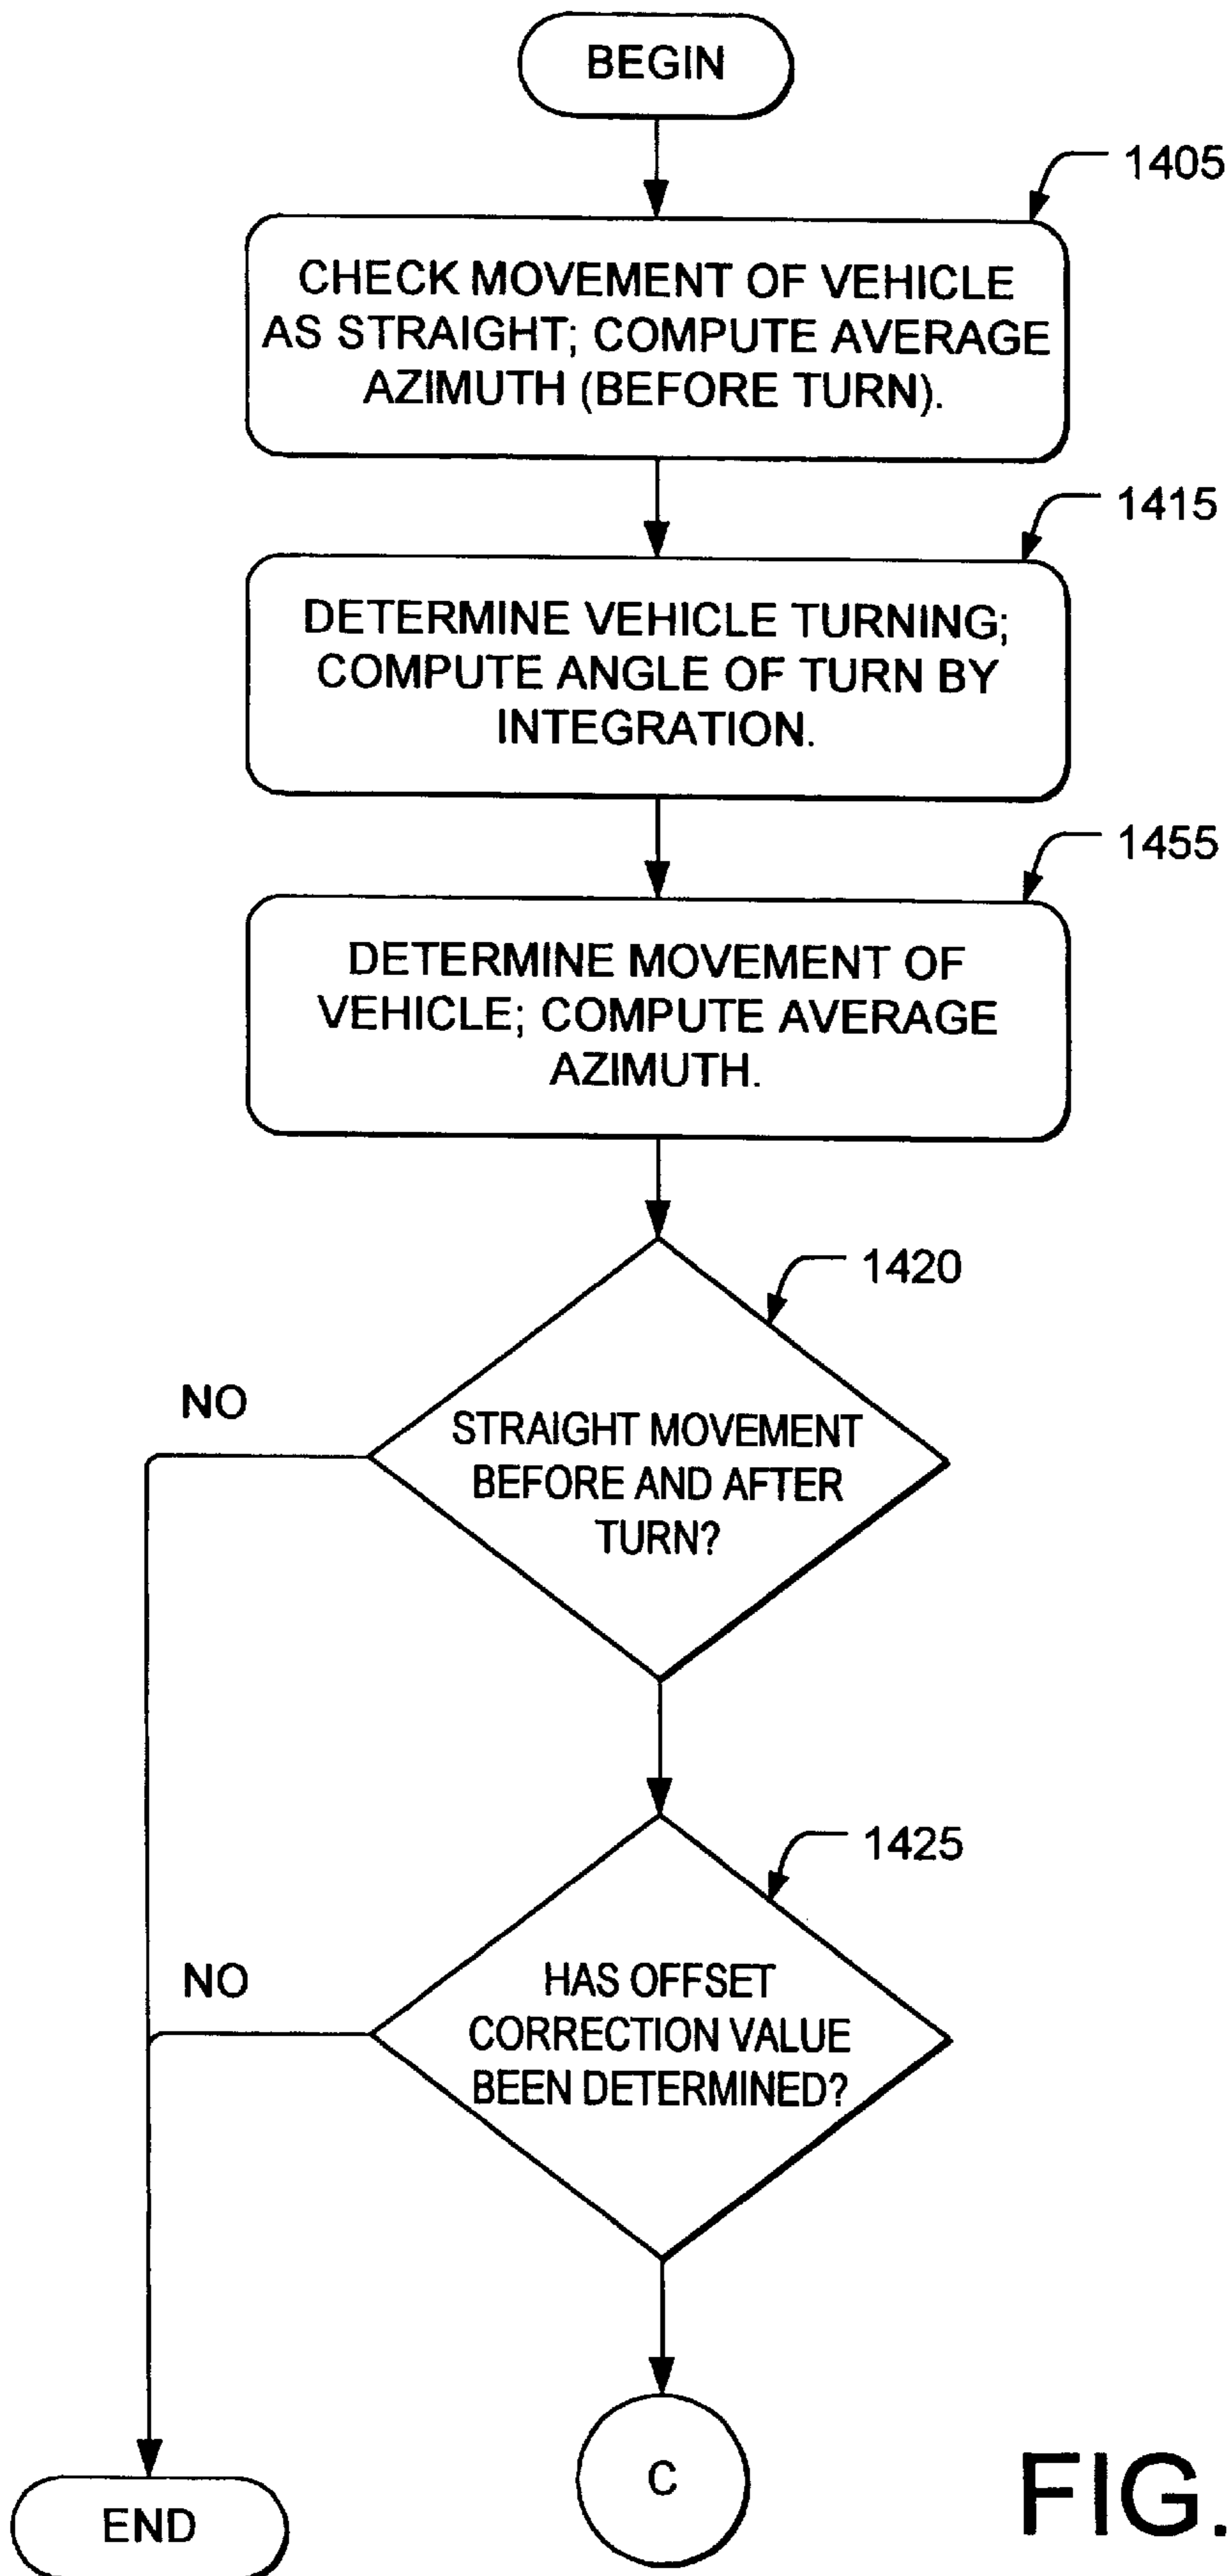 BEGIN
1405
CHECK MOVEMENT OF VEHICLE
AS STRAIGHT; COMPUTE AVERAGE
AZIMUTH (BEFORE TURN).
1415
DETERMINE VEHICLE TURNING;
COMPUTE ANGLE OF TURN BY
INTEGRATION.
1455
DETERMINE MOVEMENT OF
VEHICLE; COMPUTE AVERAGE
AZIMUTH.
1420
NO
STRAIGHT MOVEMENT
BEFORE AND AFTER
TURN?
1425
NO
HAS OFFSET
CORRECTION VALUE
BEEN DETERMINED?
C
END
FIG.